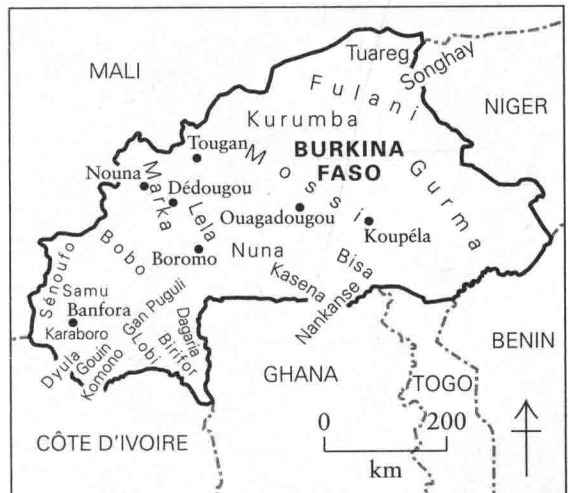 MALI
Tuareg
Songhay
Fulani
NIGER
Kurumba
Tougan
Mossi
BURKINA
FASO
Gurma
Nouna
Marka
Dédougou
Lela
Ouagadougou
Koupéla
Bobo
Boromo
Nuna
Bisa
Kasena
Nankanse
Sénoufo
Samu
Banfora
Karaboro
Gan Puguli
Dagaria
Birifor
Lobi
Dyula
Gouin
Komono
BENIN
GHANA
TOGO
CÔTE D'IVOIRE
0 200
km